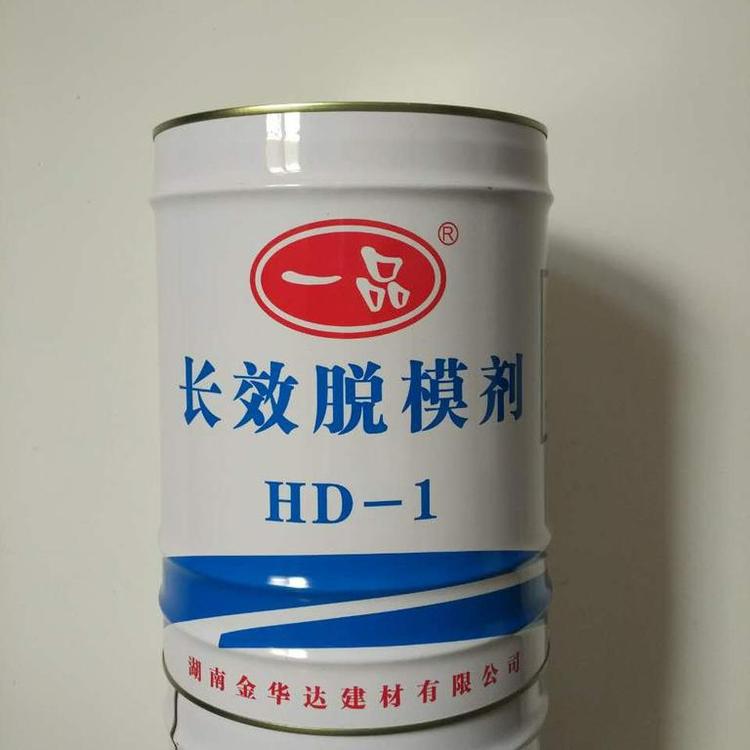 一品®
长效脱模剂
HD-1
湖南金华达建材有限公司